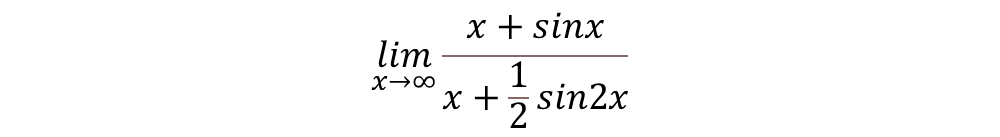 lim x→∞ (x + sinx) / (x + 1/2 sin2x)